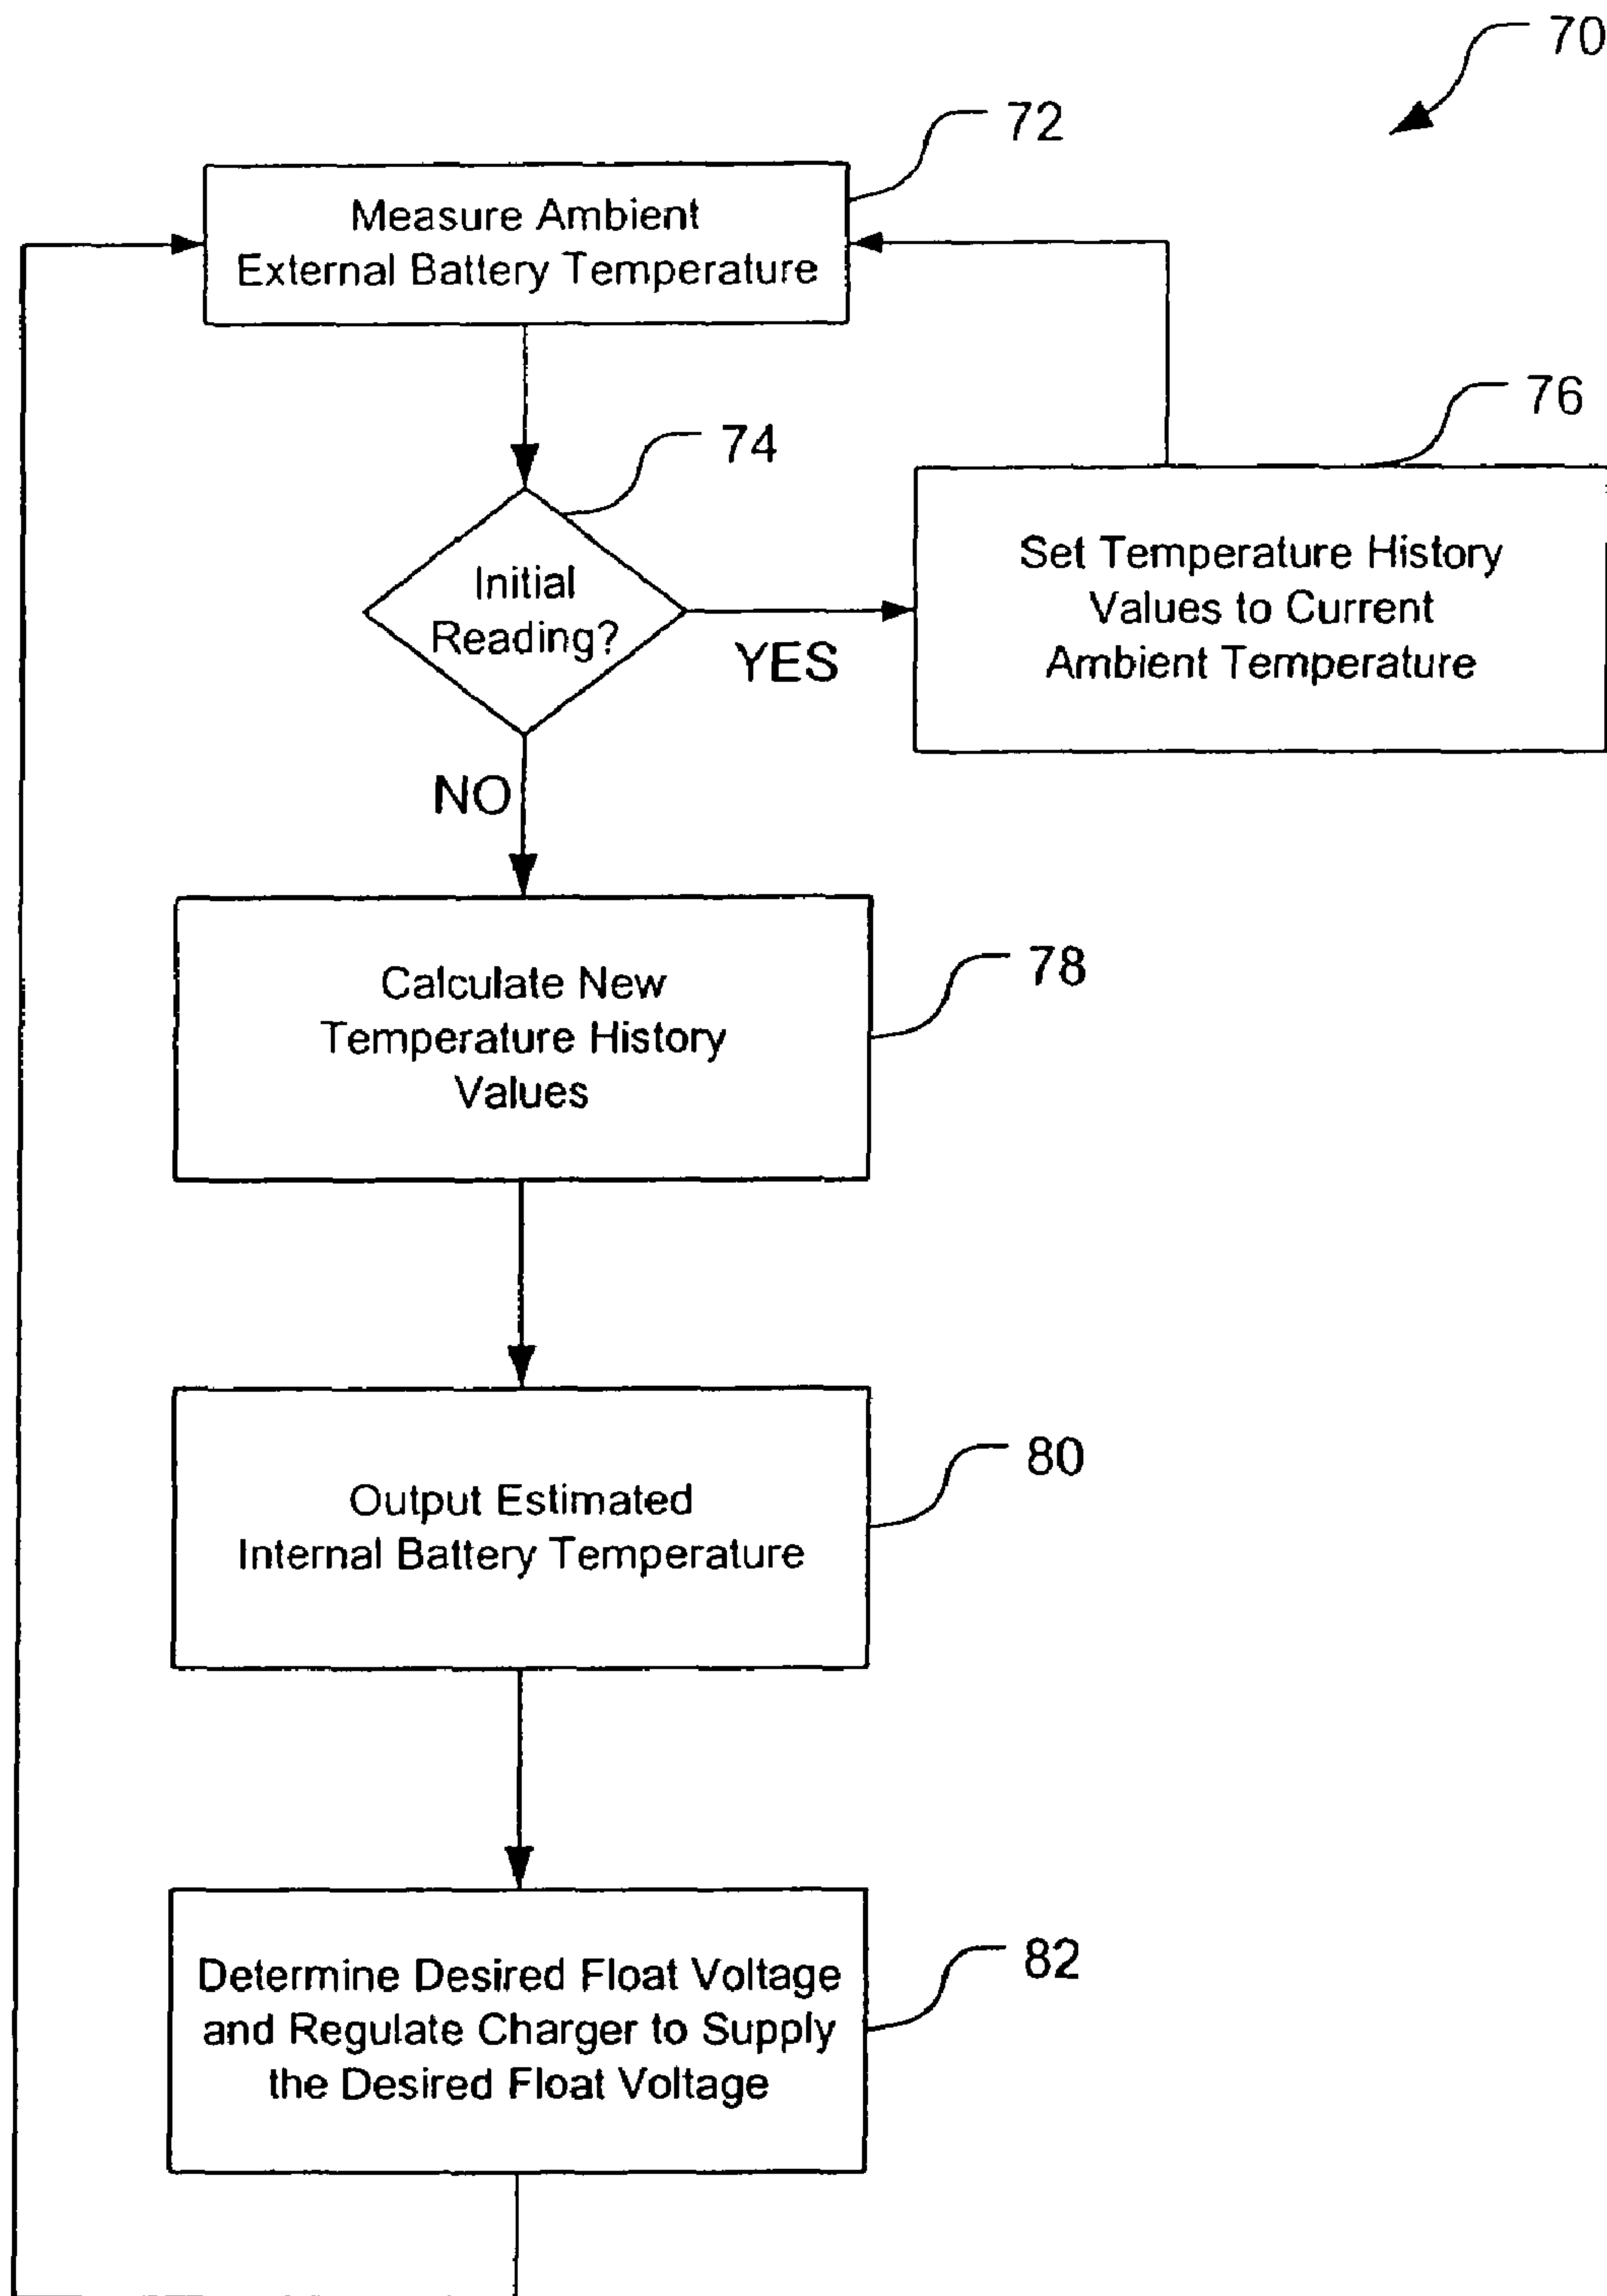 70
72
Measure Ambient
External Battery Temperature
74
76
Initial
Reading?
YES
Set Temperature History
Values to Current
Ambient Temperature
NO
78
Calculate New
Temperature History
Values
80
Output Estimated
Internal Battery Temperature
82
Determine Desired Float Voltage
and Regulate Charger to Supply
the Desired Float Voltage